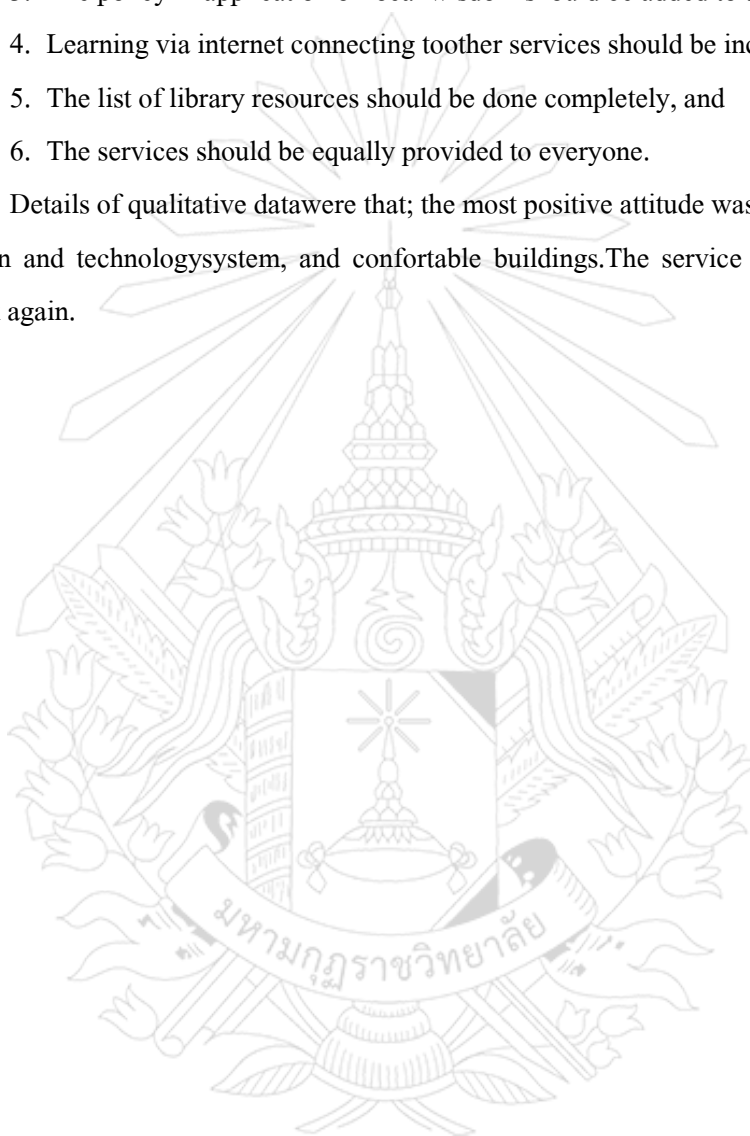 4. Learning via internet connecting toother services should be
5. The list of library resources should be done completely, and
6. The services should be equally provided to everyone.
Details of qualitative datawere that; the most positive attitude was
and technologysystem, and confortable buildings.The service
again.
มหามกุฏราชวิทยาลัย